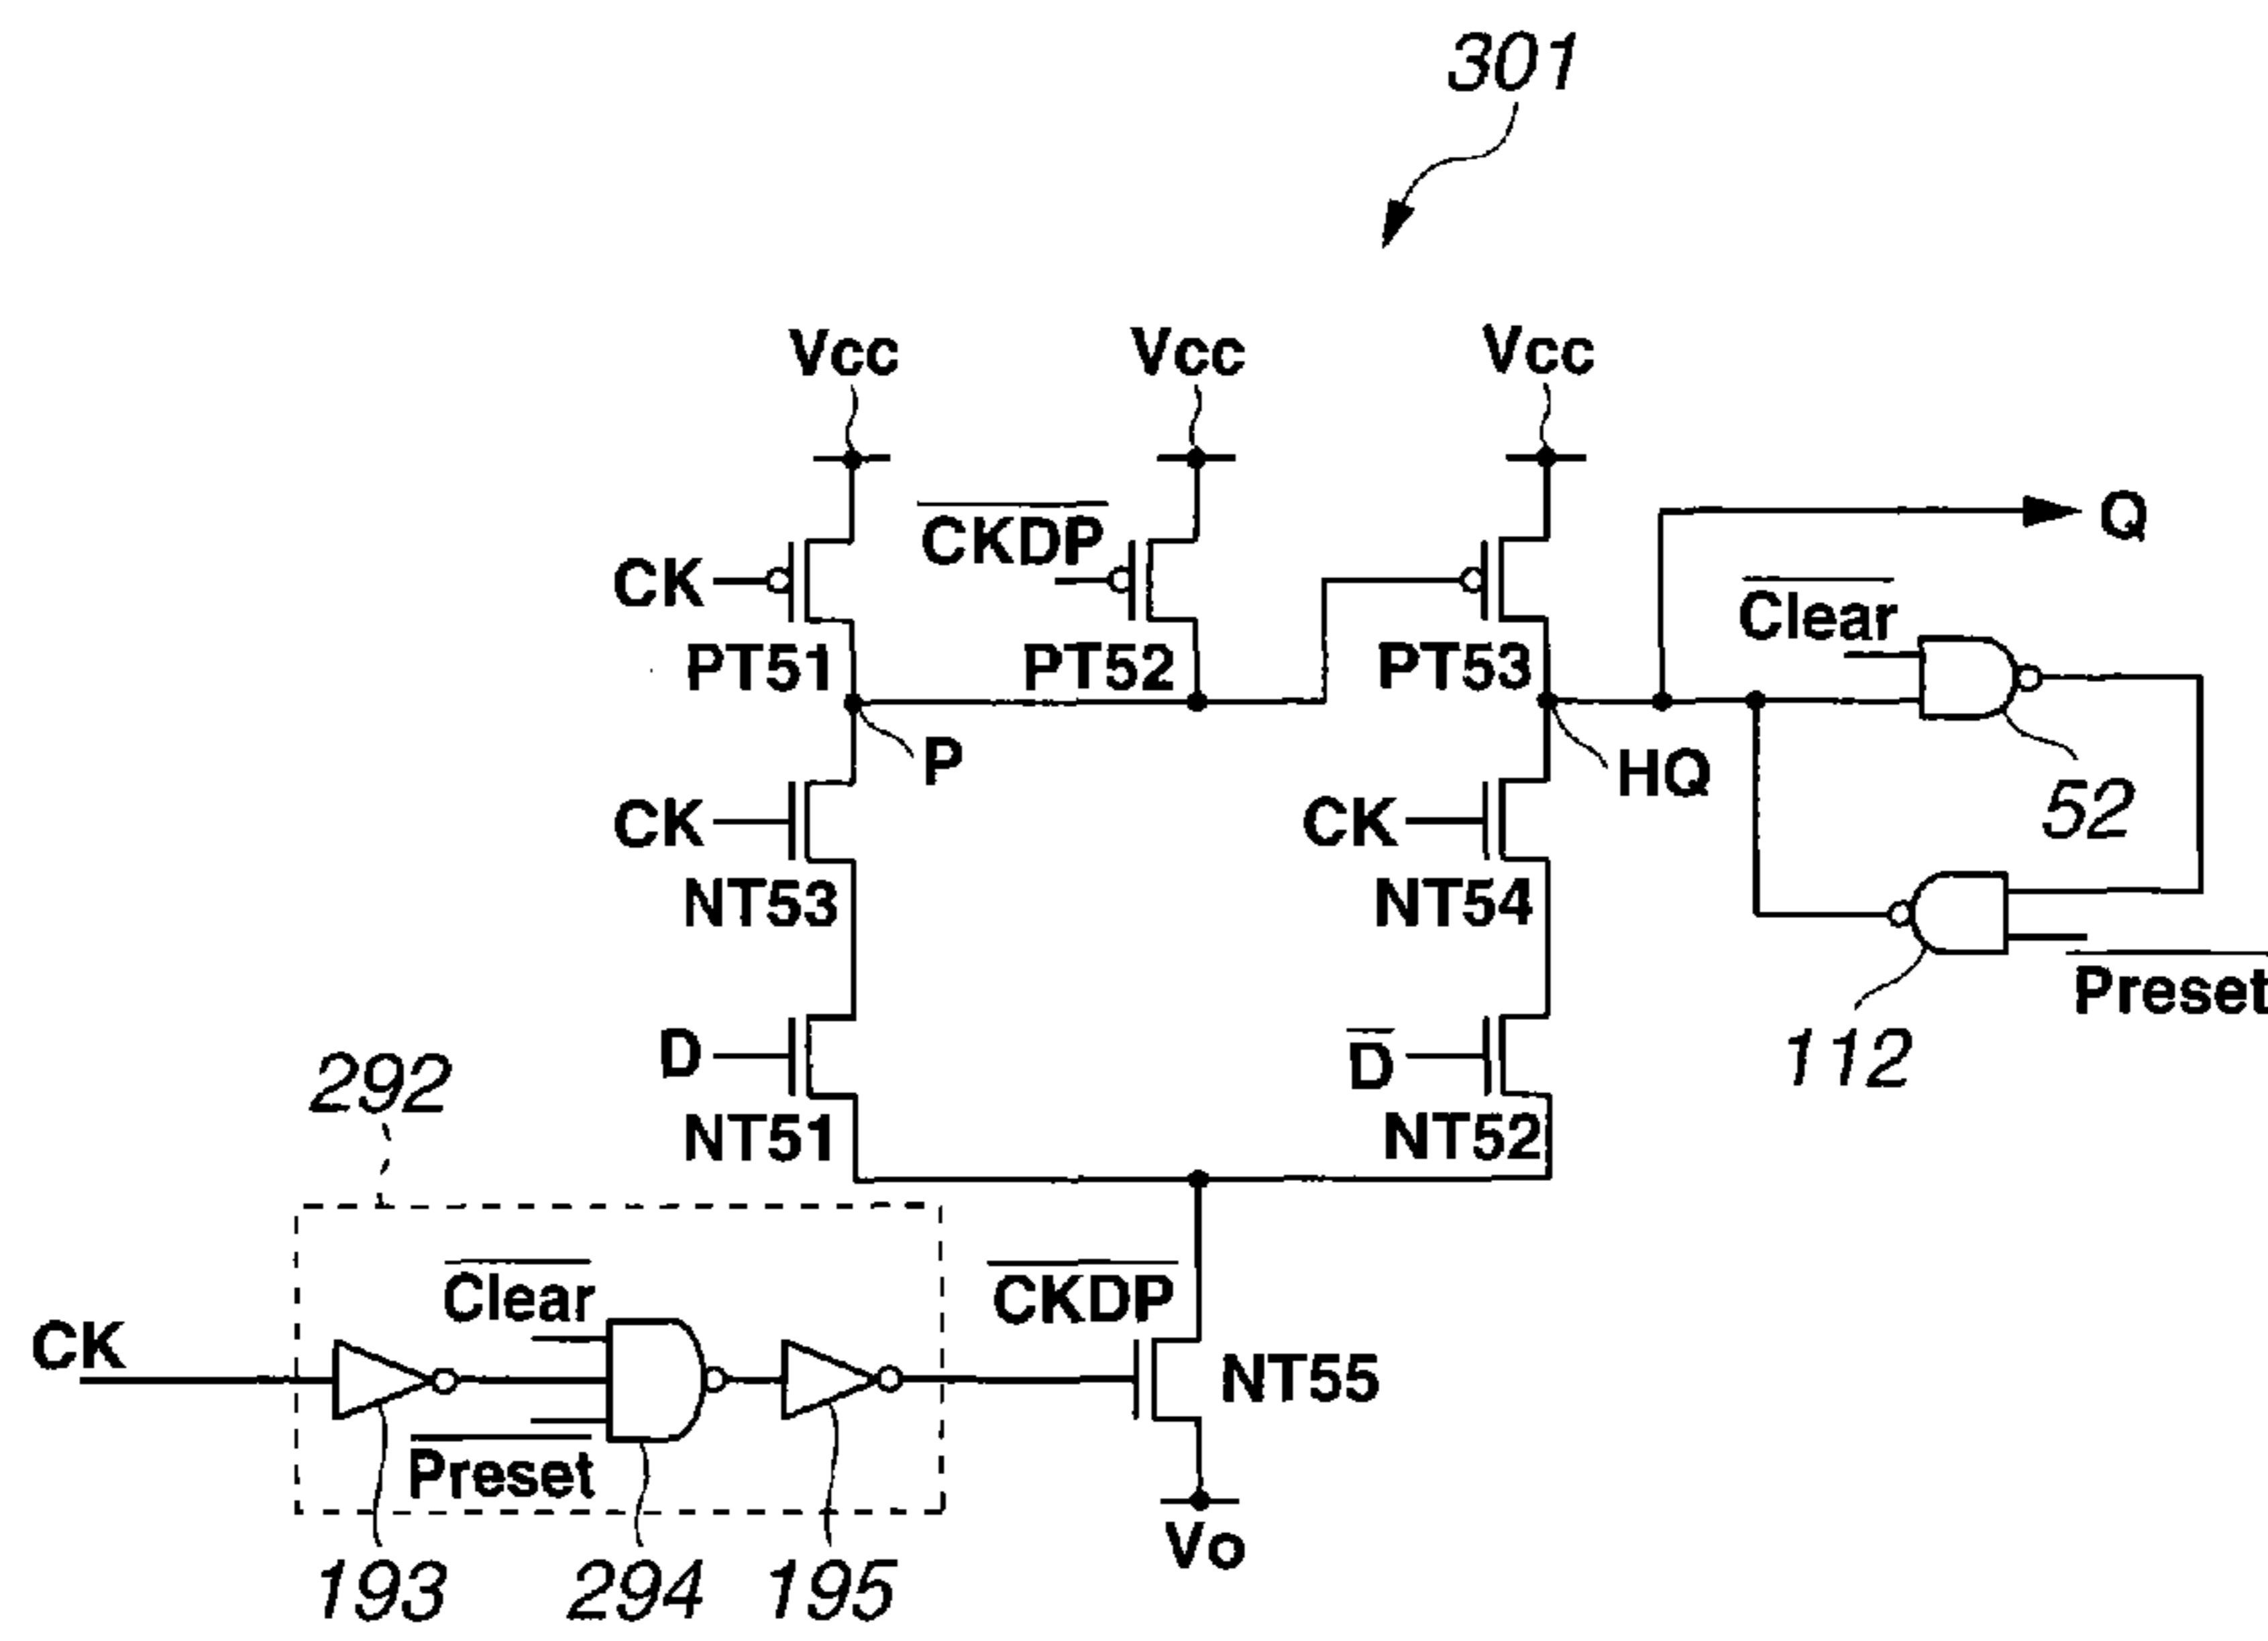 301
Vcc Vcc Vcc
CKDP Q
CK Clear
PT51 PT52 PT53
P HQ
52
CK CK
NT53 NT54
Preset
112
D D
292
NT51 NT52
Clear CKDP
CK NT55
Preset
Vo
193 294 195